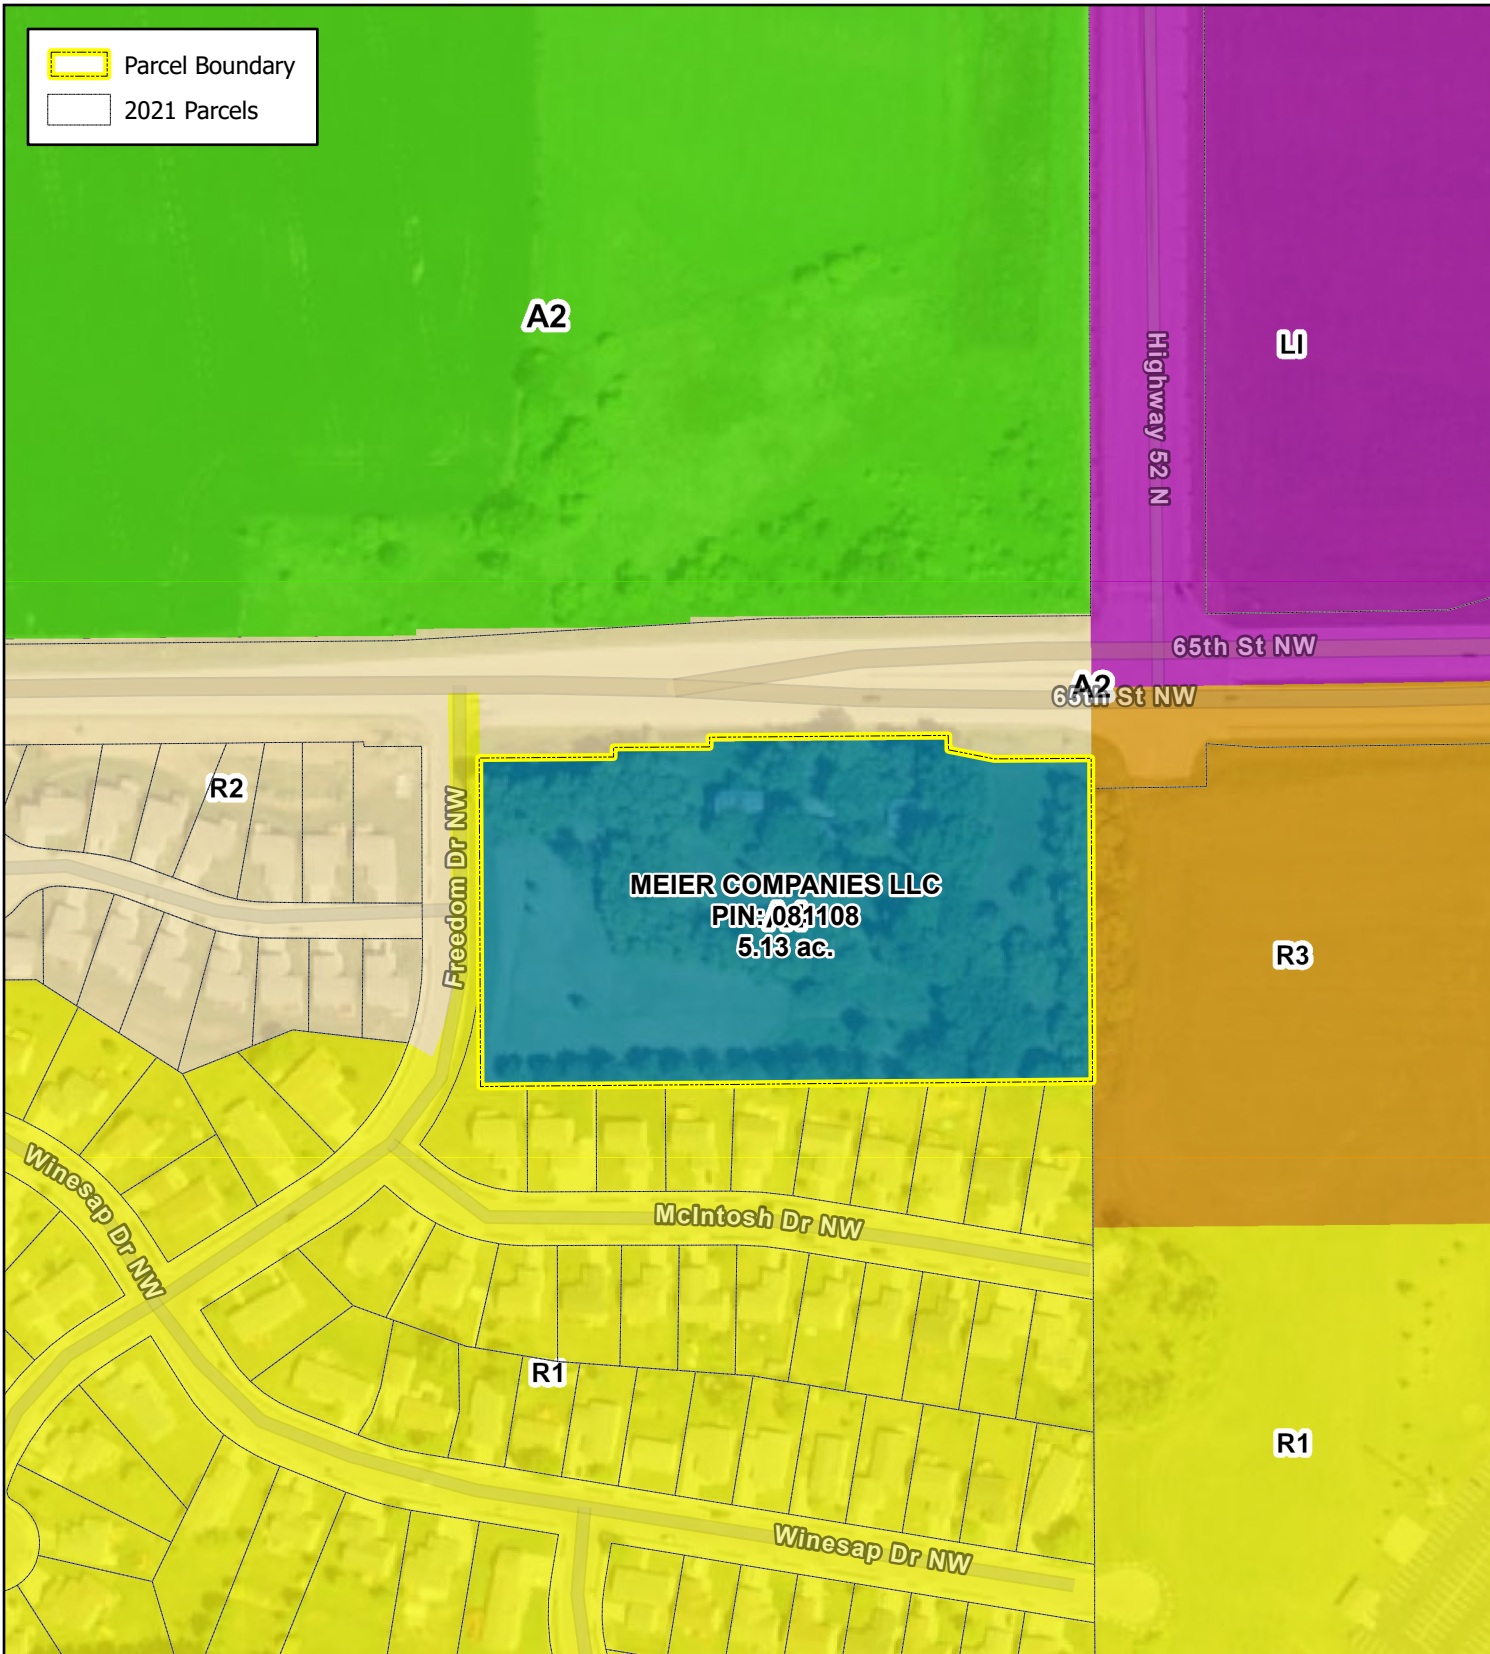 Parcel Boundary
2021 Parcels
A2
LI
Highway 52 N
65th St NW
A2
65th St NW
R2
Freedom Dr NW
MEIER COMPANIES LLC
PIN: 081108
5.13 ac.
R3
Winesap Dr NW
McIntosh Dr NW
R1
R1
Winesap Dr NW